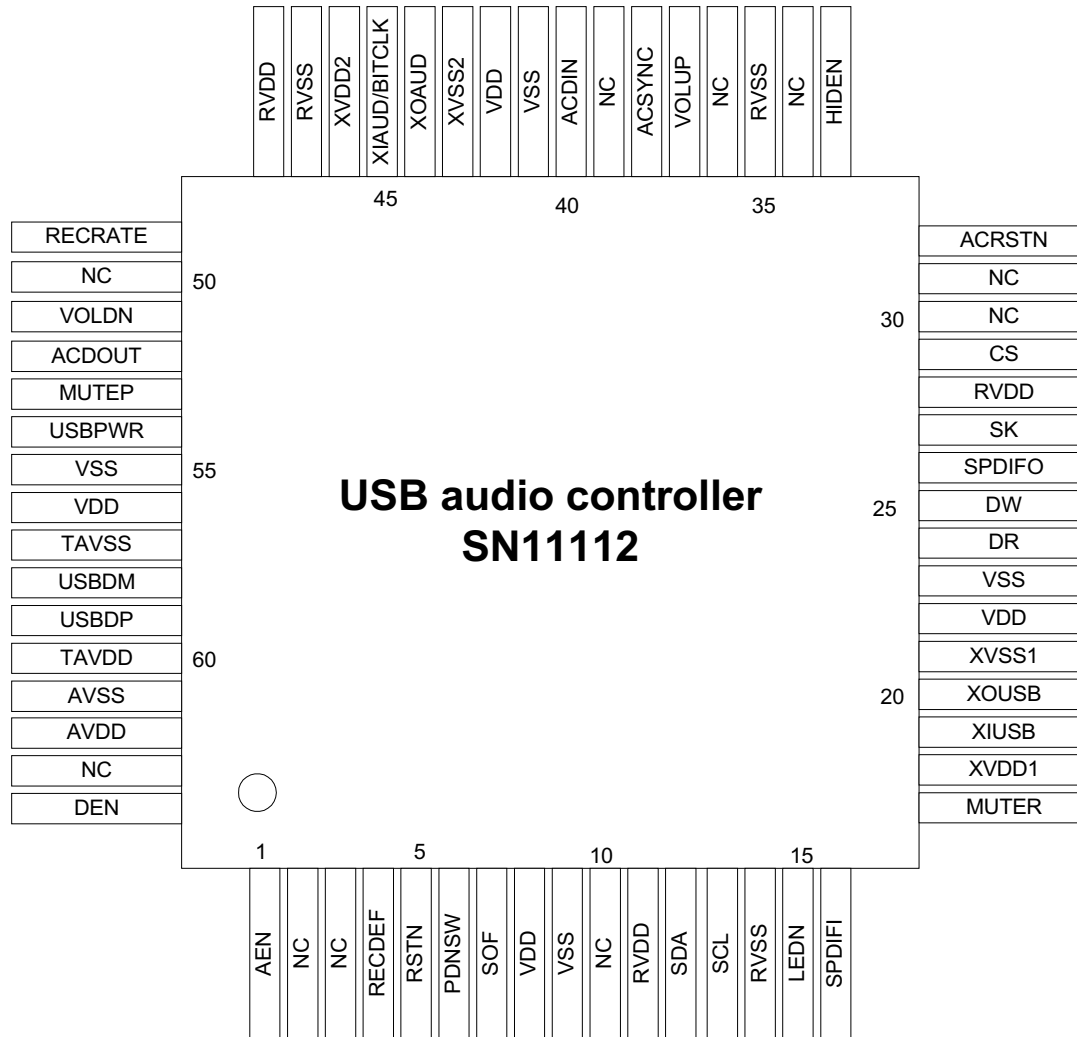 RVDD
RVSS
XVDD2
XIAUD/BITCLK
XOAUD
XVSS2
VDD
VSS
ACDIN
NC
ACSYNC
VOLUP
NC
RVSS
NC
HIDEN
45
40
35
RECRATE
NC
VOLDN
ACDOUT
MUTEP
USBPWR
VSS
VDD
TAVSS
USBDM
USBDP
TAVDD
AVSS
AVDD
NC
DEN
50
55
60
USB audio controller
SN11112
30
25
20
ACRSTN
NC
NC
CS
RVDD
SK
SPDIFO
DW
DR
VSS
VDD
XVSS1
XOUSB
XIUSB
XVDD1
MUTER
1
5
10
15
AEN
NC
NC
RECDEF
RSTN
PDNSW
SOF
VDD
VSS
NC
RVDD
SDA
SCL
RVSS
LEDN
SPDIFI